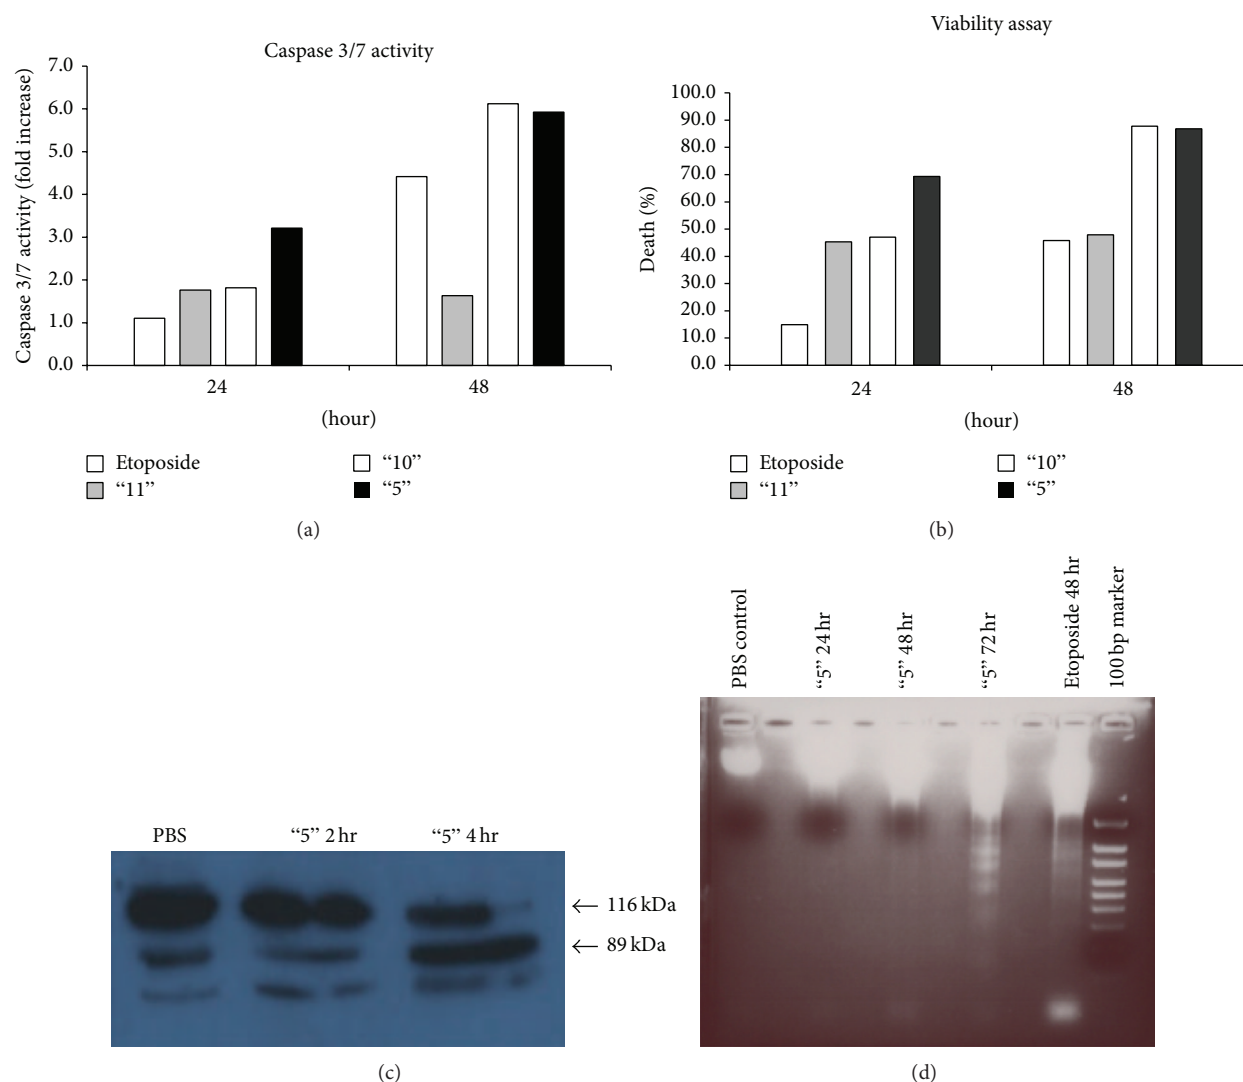 Caspase 3/7 activity
Caspase 3/7 activity (fold increase)
7.0
6.0
5.0
4.0
3.0
2.0
1.0
0.0
24
48
(hour)
Etoposide
“10”
“11”
“5”
(a)
Viability assay
Death (%)
100.0
90.0
80.0
70.0
60.0
50.0
40.0
30.0
20.0
10.0
0.0
24
48
(hour)
Etoposide
“10”
“11”
“5”
(b)
PBS
“5” 2 hr
“5” 4 hr
← 116 kDa
← 89 kDa
(c)
PBS control
“5” 24 hr
“5” 48 hr
“5” 72 hr
Etoposide 48 hr
100 bp marker
(d)